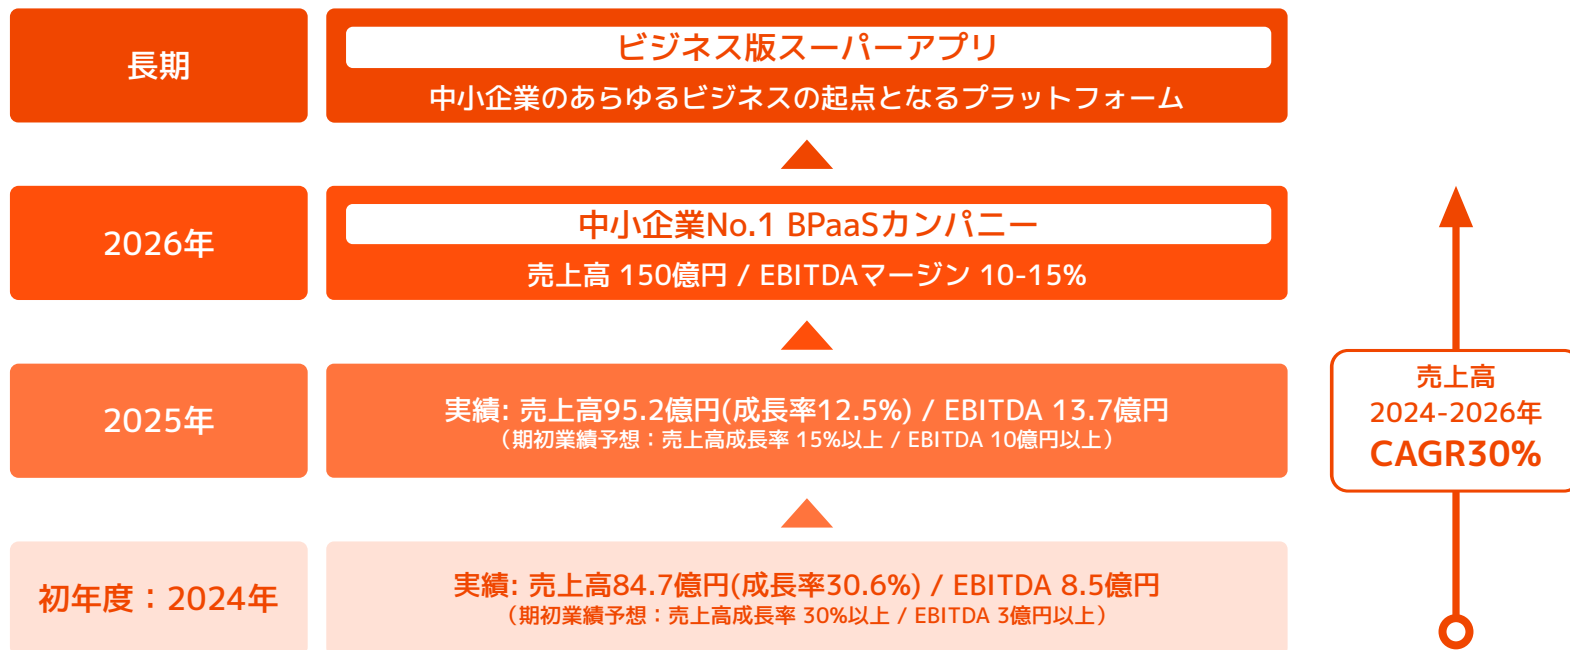 長期
ビジネス版スーパーアプリ
中小企業のあらゆるビジネスの起点となるプラットフォーム
2026年
中小企業No.1 BPaaSカンパニー
売上高 150億円 / EBITDAマージン 10-15%
2025年
実績: 売上高95.2億円(成長率12.5%) / EBITDA 13.7億円
（期初業績予想：売上高成長率 15%以上 / EBITDA 10億円以上）
売上高
2024-2026年
CAGR30%
初年度：2024年
実績: 売上高84.7億円(成長率30.6%) / EBITDA 8.5億円
（期初業績予想：売上高成長率 30%以上 / EBITDA 3億円以上）